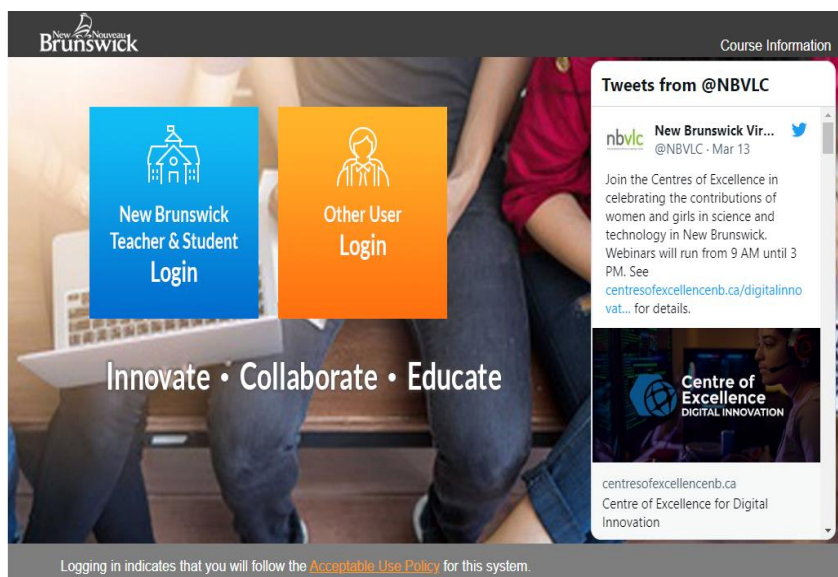 New Nouveau
Brunswick
Course Information
New Brunswick
Teacher & Student
Login
Other User
Login
Innovate • Collaborate • Educate
Tweets from @NBVLC
nbvlc
New Brunswick Vir...
@NBVLC · Mar 13
Join the Centres of Excellence in
celebrating the contributions of
women and girls in science and
technology in New Brunswick.
Webinars will run from 9 AM until 3
PM. See
centresofexcellencenb.ca/digitalinno
vat... for details.
Centre of
Excellence
DIGITAL INNOVATION
centresofexcellencenb.ca
Centre of Excellence for Digital
Innovation
Logging in indicates that you will follow the Acceptable Use Policy for this system.